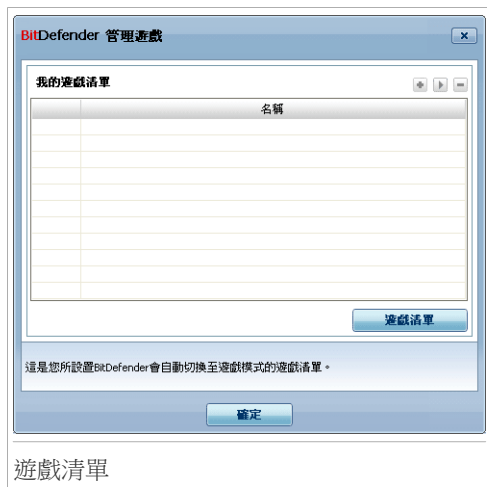 BitDefender 管理遊戲
我的遊戲清單
名稱
遊戲清單
這是您所設置BitDefender會自動切換至遊戲模式的遊戲清單。
確定
遊戲清單